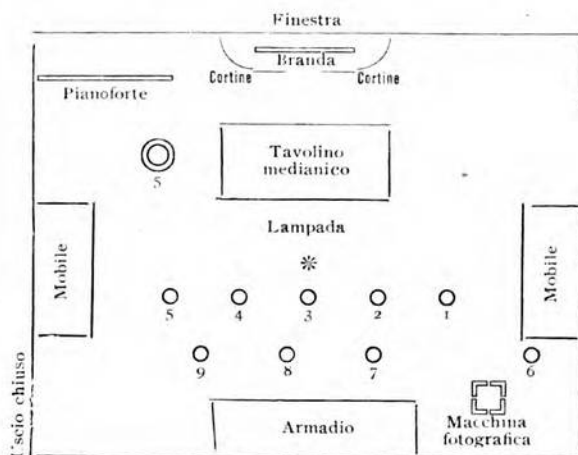 Finestra
Branda
Cortine
Cortine
Pianoforte
Tavolino
medianico
5
Lampada
Mobile
Mobile
5
4
3
2
1
9
8
7
6
Uscio chiuso
Armadio
Macchina
fotografica